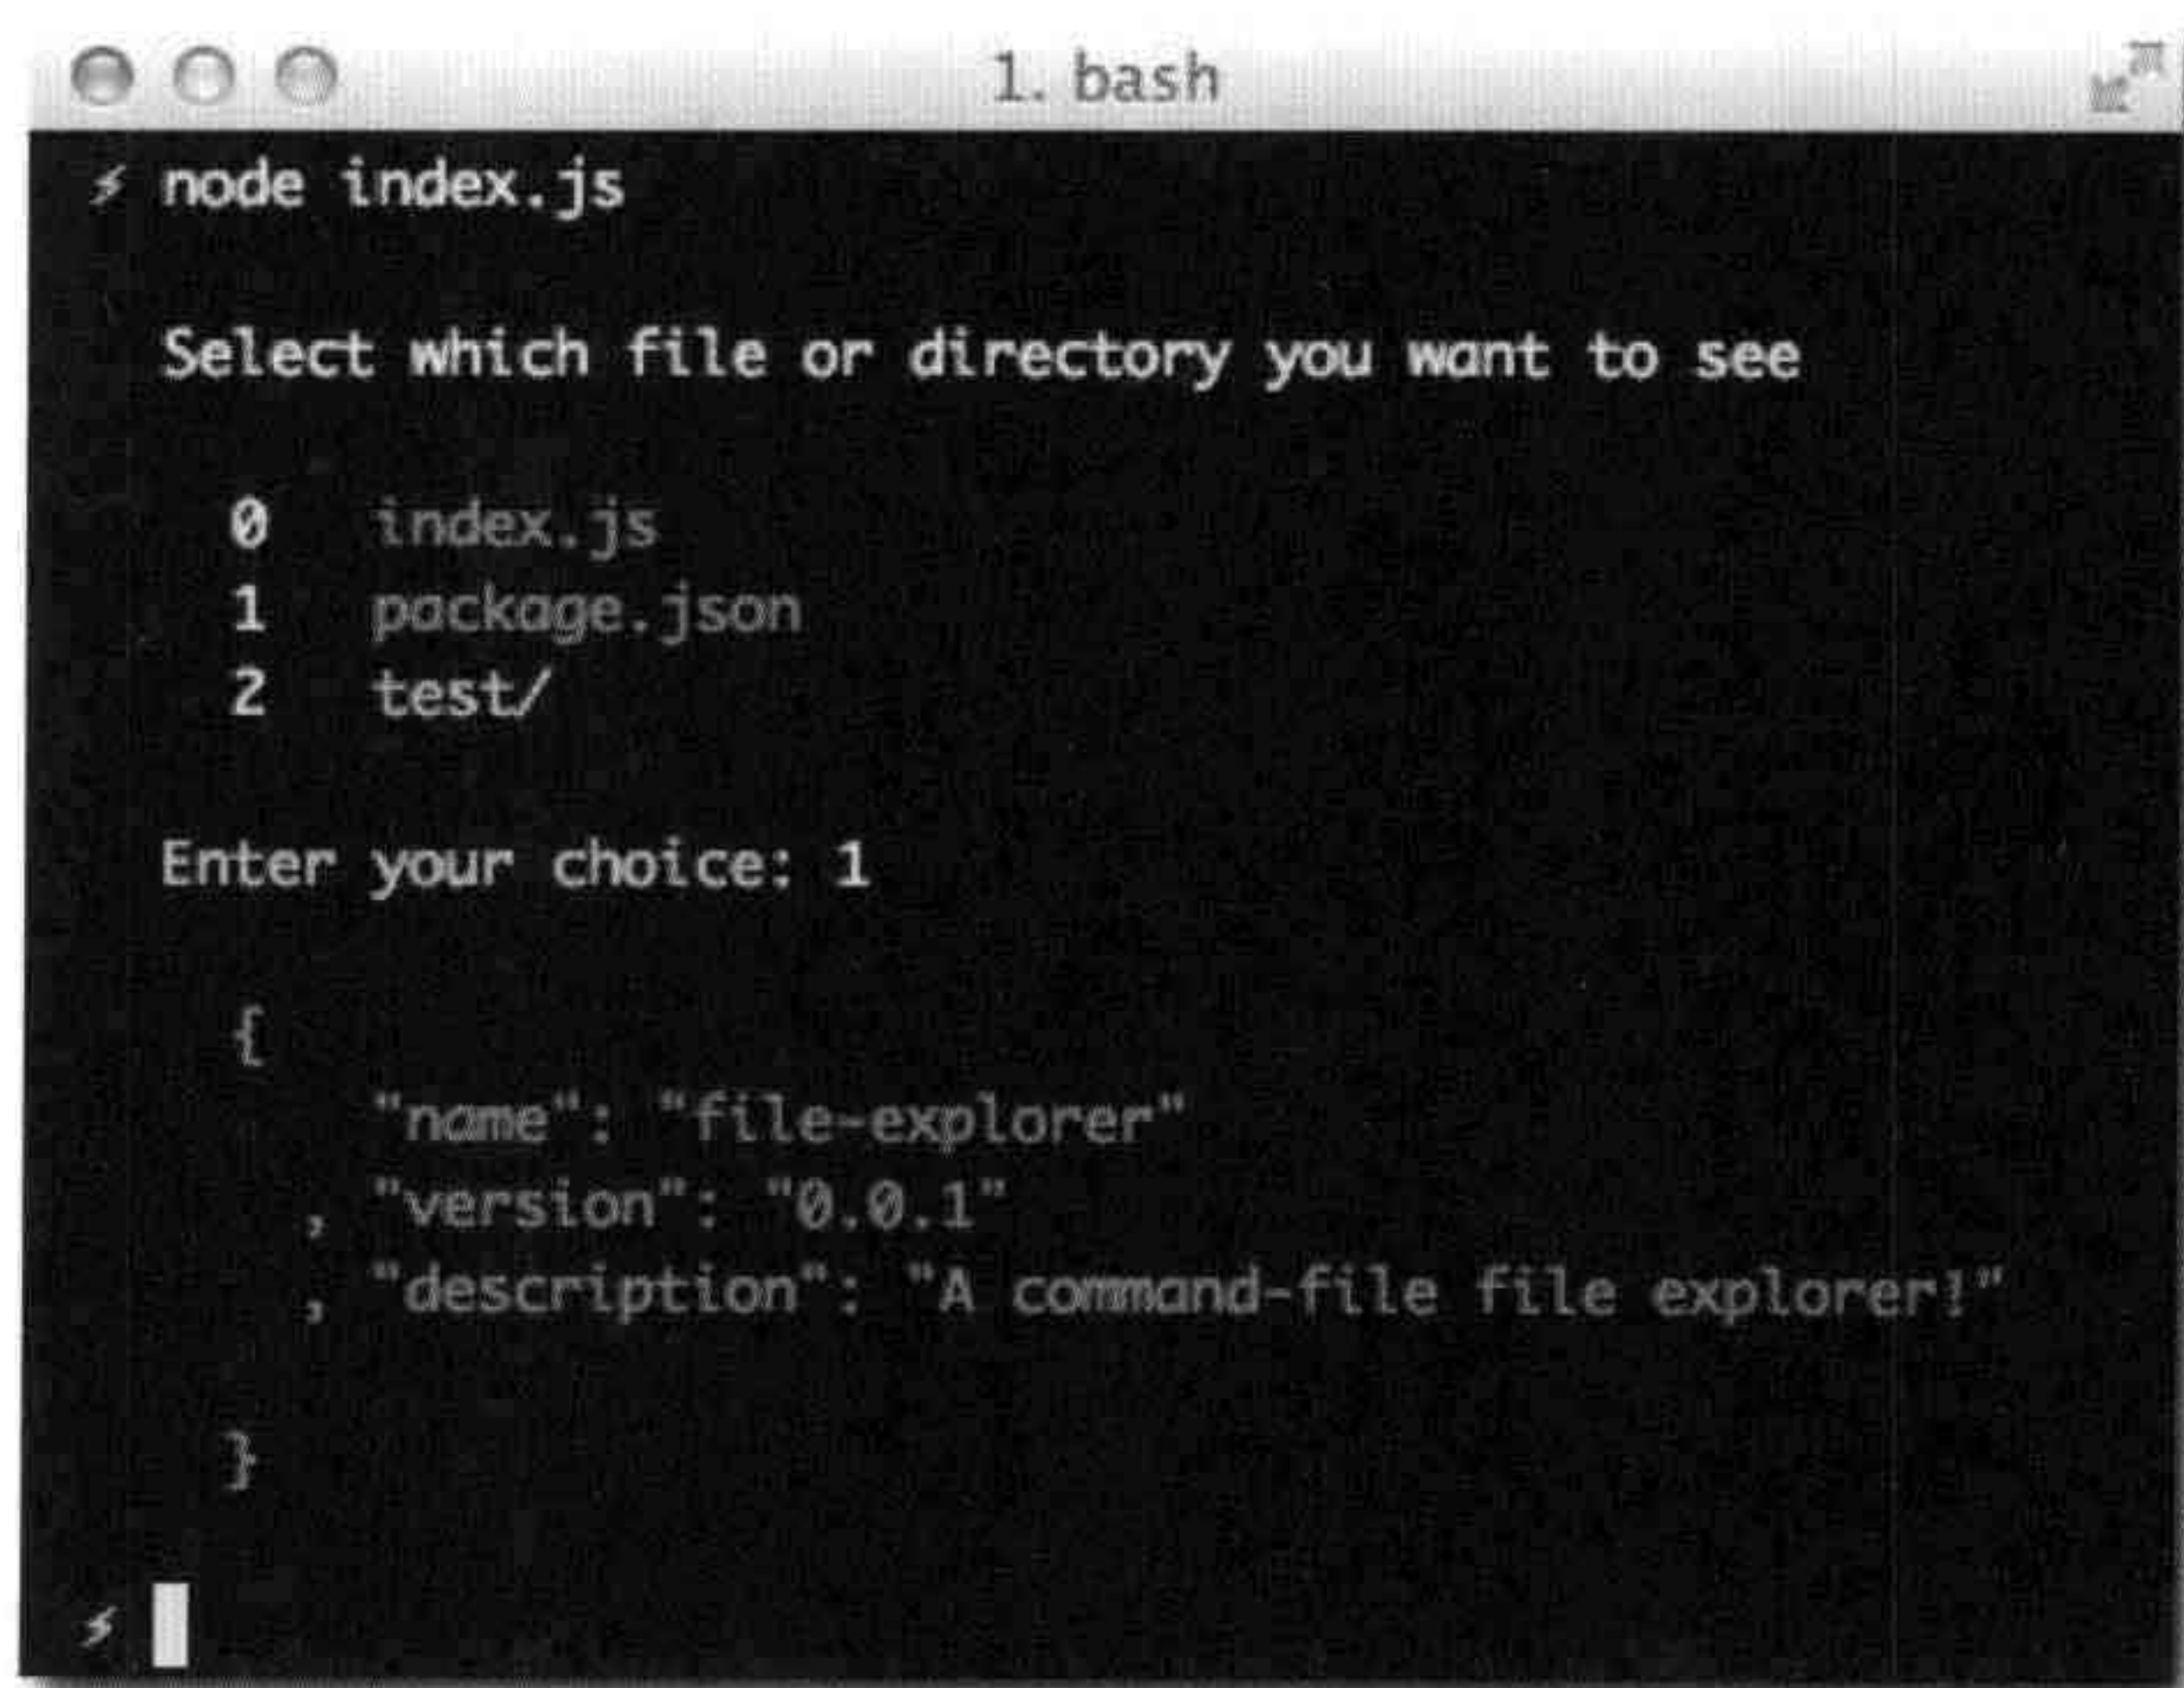 1. bash
⚡ node index.js
Select which file or directory you want to see
0 index.js
1 package.json
2 test/
Enter your choice: 1
{
"name": "file-explorer"
, "version": "0.0.1"
, "description": "A command-file file explorer!"
}
⚡